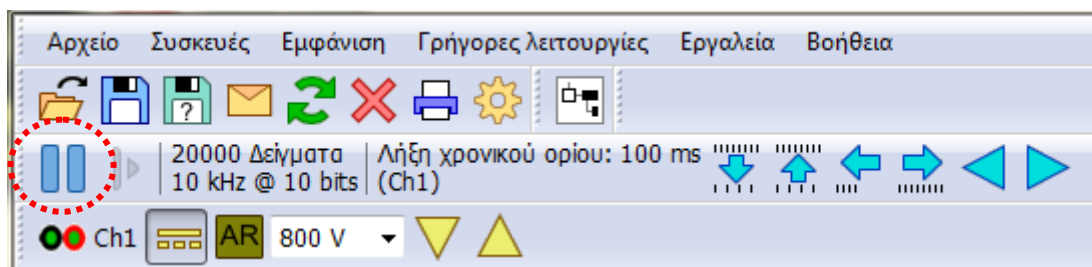 Αρχείο Συσκευές Εμφάνιση Γρήγορες λειτουργίες Εργαλεία Βοήθεια
?
20000 Δείγματα Λήξη χρονικού ορίου: 100 ms
10 kHz @ 10 bits (Ch1)
Ch1 AR 800 V